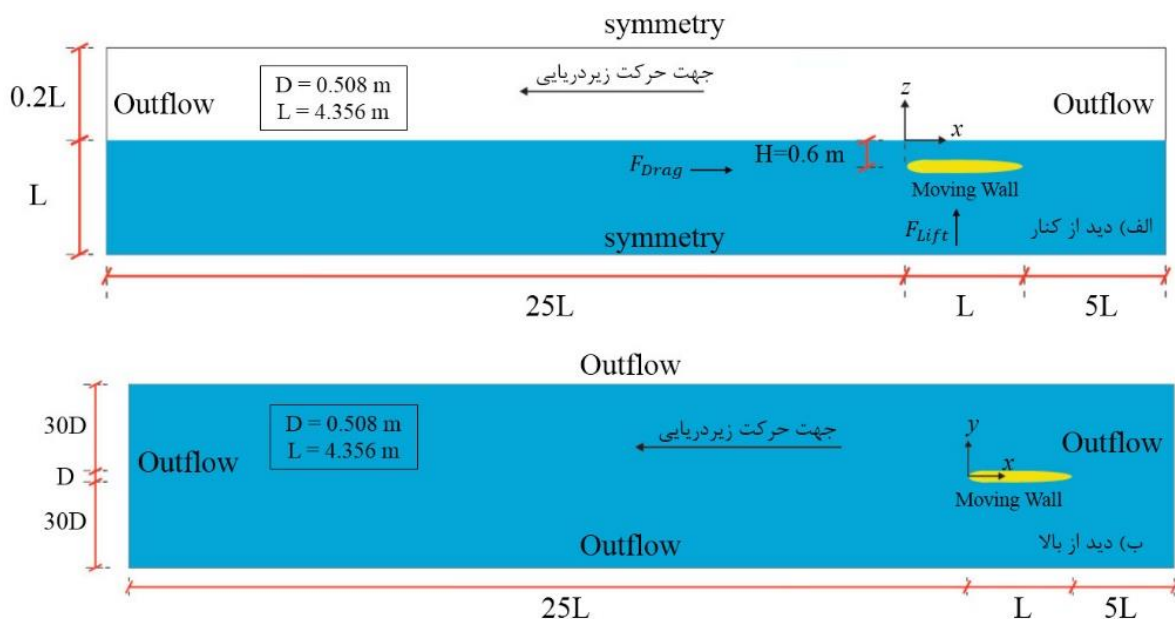 symmetry
0.2L
Outflow
D = 0.508 m
L = 4.356 m
جهت حرکت زیردریایی
z
x
Outflow
H=0.6 m
F_Drag
Moving Wall
L
F_Lift
symmetry
الف) دید از کنار
25L
L
5L
Outflow
30D
D
30D
D = 0.508 m
L = 4.356 m
جهت حرکت زیردریایی
Outflow
y
x
Outflow
Moving Wall
Outflow
ب) دید از بالا
25L
L
5L